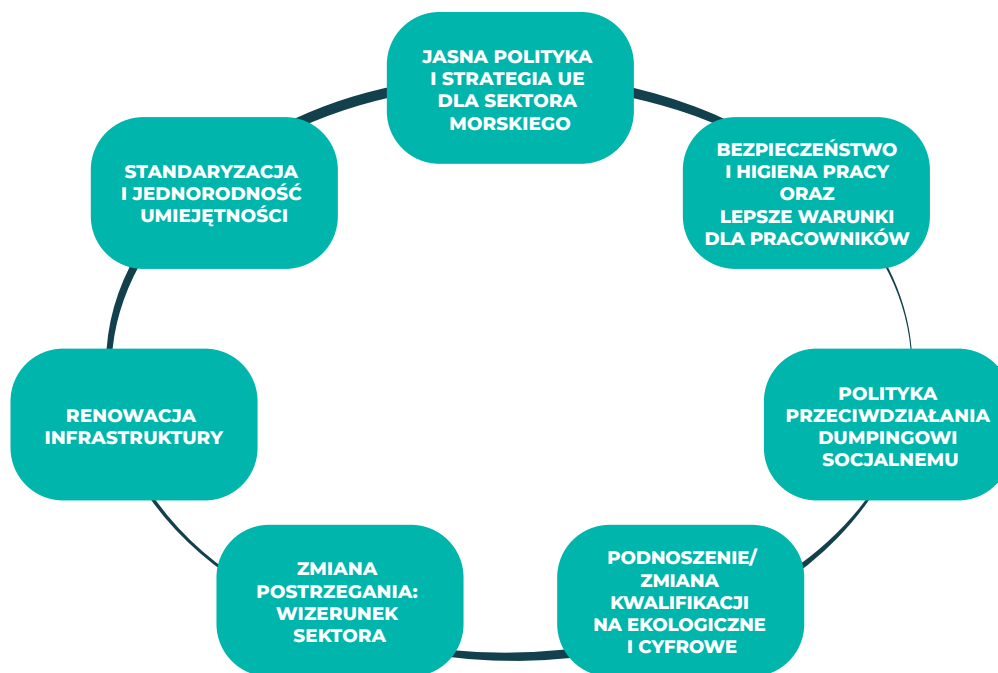 JASNA POLITYKA
I STRATEGIA UE
DLA SEKTORA
MORSKIEGO
BEZPIECZEŃSTWO
I HIGIENA PRACY
ORAZ
LEPSZE WARUNKI
DLA PRACOWNIKÓW
POLITYKA
PRZECIWDZIAŁANIA
DUMPINGOWI
SOCJALNEMU
PODNOSZENIE/
ZMIANA
KWALIFIKACJI
NA EKOLOGICZNE
I CYFROWE
ZMIANA
POSTRZEGANIA:
WIZERUNEK
SEKTORA
RENOWACJA
INFRASTRUKTURY
STANDARYZACJA
I JEDNORODNOŚĆ
UMIEJĘTNOŚCI